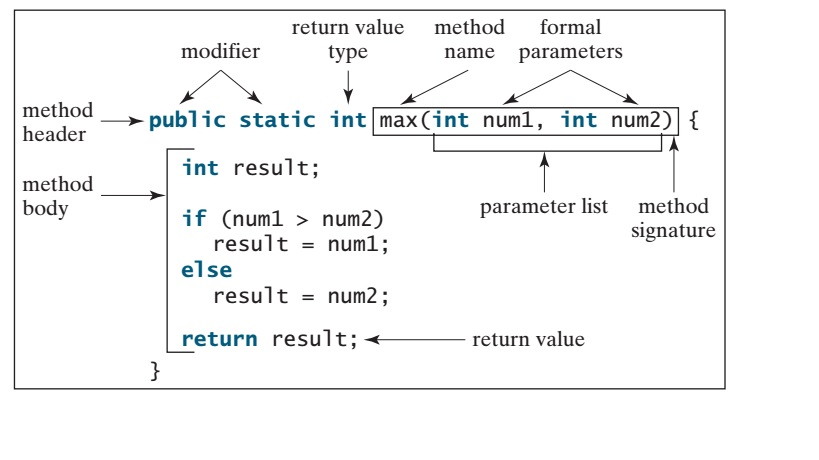 return value method formal
modifier type name parameters
method
header
public static int max(int num1, int num2) {
method
body
int result;
parameter list method
signature
if (num1 > num2)
result = num1;
else
result = num2;
return result; return value
}